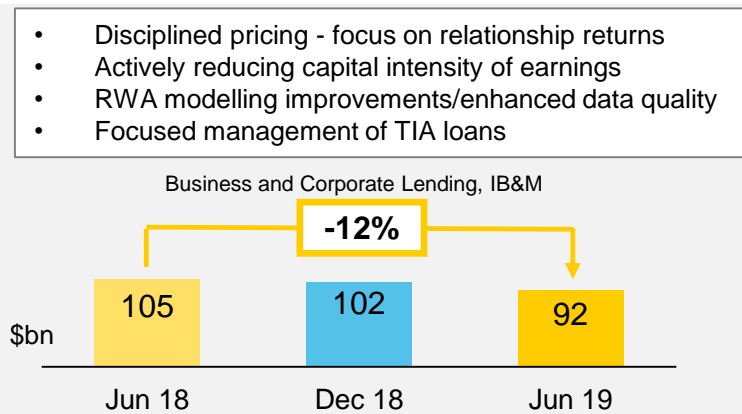 • Disciplined pricing - focus on relationship returns
• Actively reducing capital intensity of earnings
• RWA modelling improvements/enhanced data quality
• Focused management of TIA loans
Business and Corporate Lending, IB&M
-12%
105
102
92
$bn
Jun 18
Dec 18
Jun 19